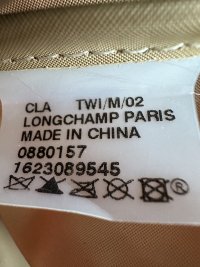 CLA TWI/M/02
LONGCHAMP PARIS
MADE IN CHINA
0880157
1623089545
®